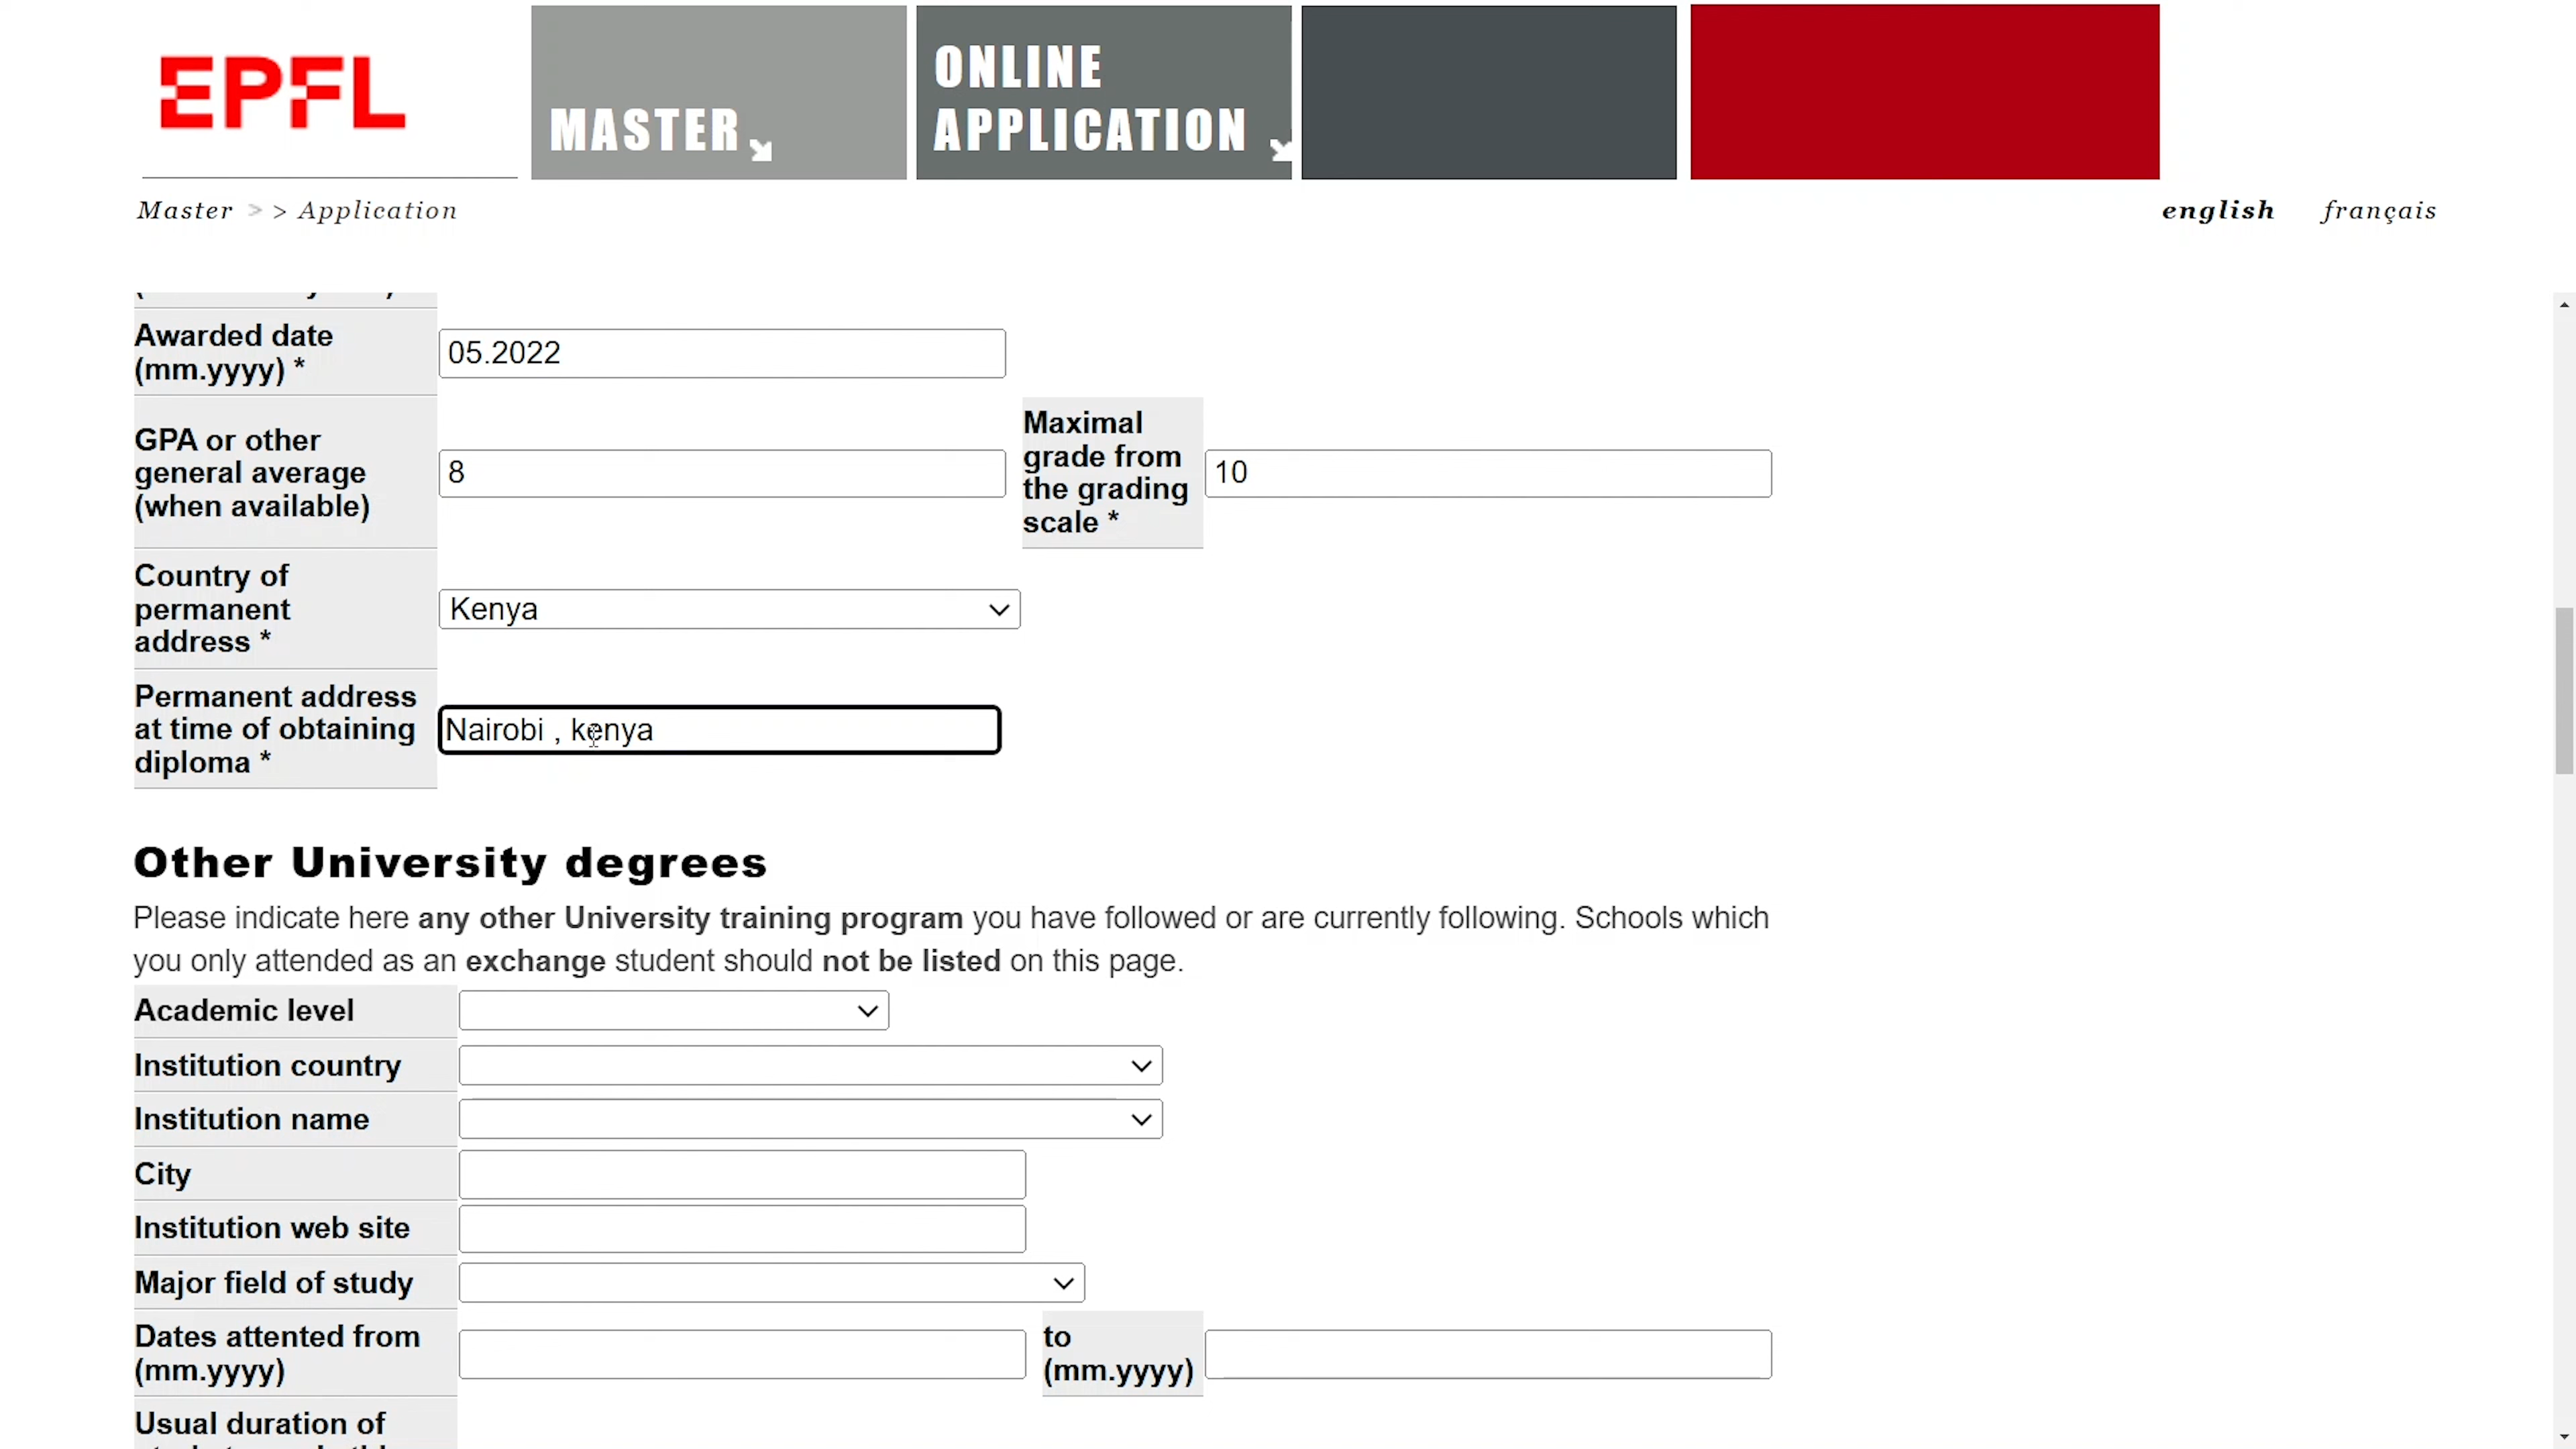 EPFL
MASTER
ONLINE
APPLICATION
Master > > Application
english français
Awarded date
(mm.yyyy) *
05.2022
GPA or other
general average
(when available)
8
Maximal
grade from
the grading
scale *
10
Country of
permanent
address *
Kenya
Permanent address
at time of obtaining
diploma *
Nairobi , kenya
Other University degrees
Please indicate here any other University training program you have followed or are currently following. Schools which
you only attended as an exchange student should not be listed on this page.
Academic level
Institution country
Institution name
City
Institution web site
Major field of study
Dates attented from
(mm.yyyy)
to
(mm.yyyy)
Usual duration of